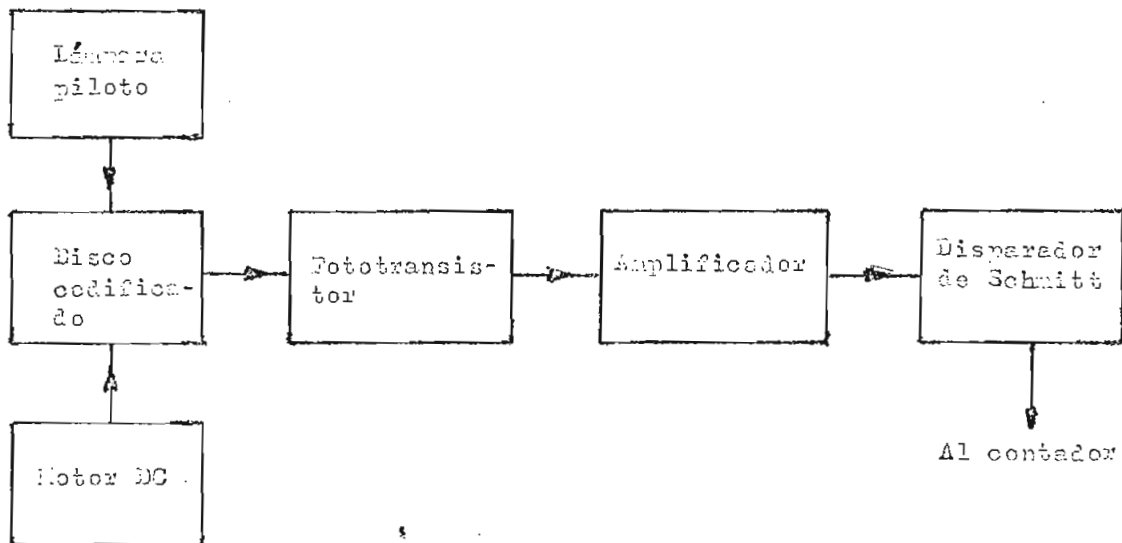 Lámpara
piloto
Disco
codifica-
do
Fototransis-
tor
Amplificador
Disparador
de Schmitt
Motor DC
Al contador